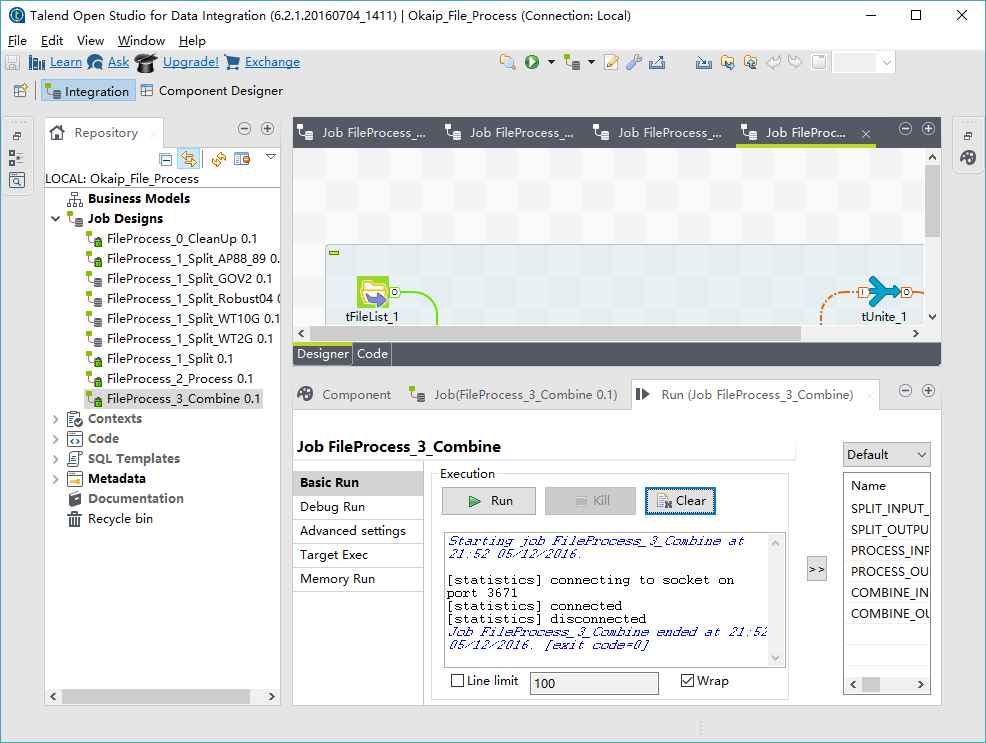 Talend Open Studio for Data Integration (6.2.1.20160704_1411) | Okaip_File_Process (Connection: Local)
File Edit View Window Help
Learn Ask Upgrade! Exchange
Integration Component Designer
Repository
LOCAL: Okaip_File_Process
Business Models
Job Designs
FileProcess_0_CleanUp 0.1
FileProcess_1_Split_AP88_89 0.
FileProcess_1_Split_GOV2 0.1
FileProcess_1_Split_Robust04 0
FileProcess_1_Split_WT10G 0.1
FileProcess_1_Split_WT2G 0.1
FileProcess_1_Split 0.1
FileProcess_2_Process 0.1
FileProcess_3_Combine 0.1
Contexts
Code
SQL Templates
Metadata
Documentation
Recycle bin
Job FileProcess_... Job FileProcess_... Job FileProcess_... Job FileProc...
O I O
tFileList_1 tUnite_1
Designer Code
Component Job(FileProcess_3_Combine 0.1) Run (Job FileProcess_3_Combine)
Job FileProcess_3_Combine
Basic Run
Debug Run
Advanced settings
Target Exec
Memory Run
Execution
Run Kill Clear
Starting job FileProcess_3_Combine at
21:52 05/12/2016.
[statistics] connecting to socket on
port 3671
[statistics] connected
[statistics] disconnected
Job FileProcess_3_Combine ended at 21:52
05/12/2016. [exit code=0]
Line limit 100 Wrap
>>
Default
Name
SPLIT_INPUT_
SPLIT_OUTPU
PROCESS_INP
PROCESS_OU
COMBINE_IN
COMBINE_OU